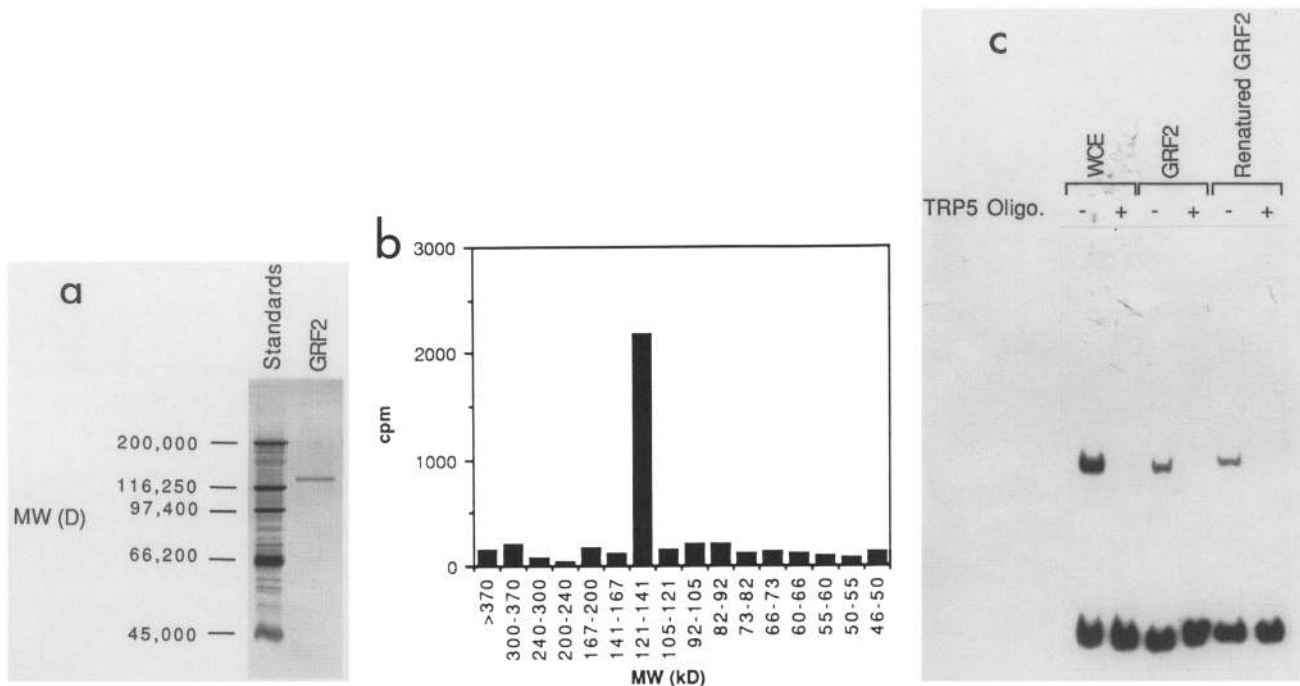 a
Standards
GRF2
MW (D)
200,000
116,250
97,400
66,200
45,000
b
3000
2000
1000
0
cpm
>370
300-370
240-300
200-240
167-200
141-167
121-141
105-121
92-105
82-92
73-82
66-73
60-66
55-60
50-55
46-50
MW (kD)
c
WCE
GRF2
Renatured GRF2
TRP5 Oligo. - + - + - +